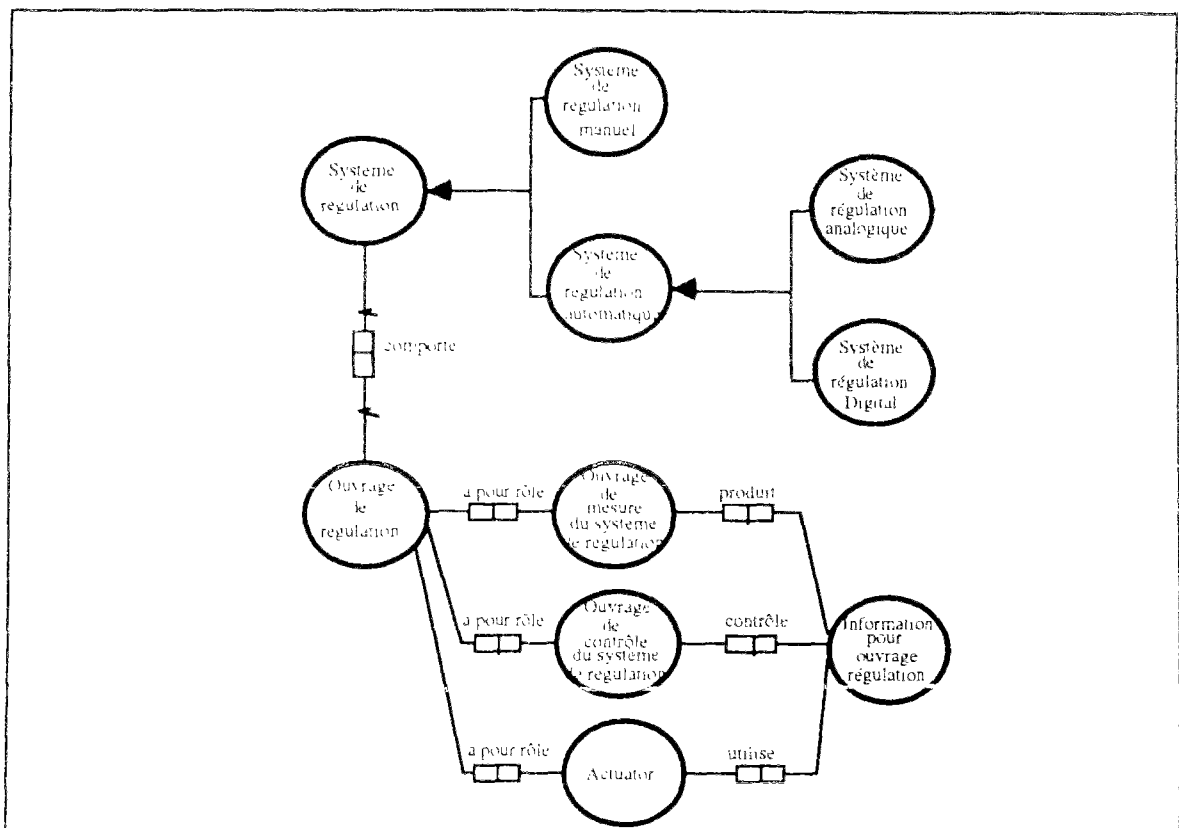 Systeme
de
regulation
manuel
Systeme
de
regulation
Système
de
régulation
analogique
Systeme
de
regulation
automatique
Système
de
régulation
Digital
comporte
Ouvrage
de
regulation
a pour rôle
Ouvrage
de
mesure
du systeme
de regulation
produit
a pour rôle
Ouvrage
de
contrôle
du système
de regulation
contrôle
Information
pour
ouvrage
régulation
a pour rôle
Actuator
utilise